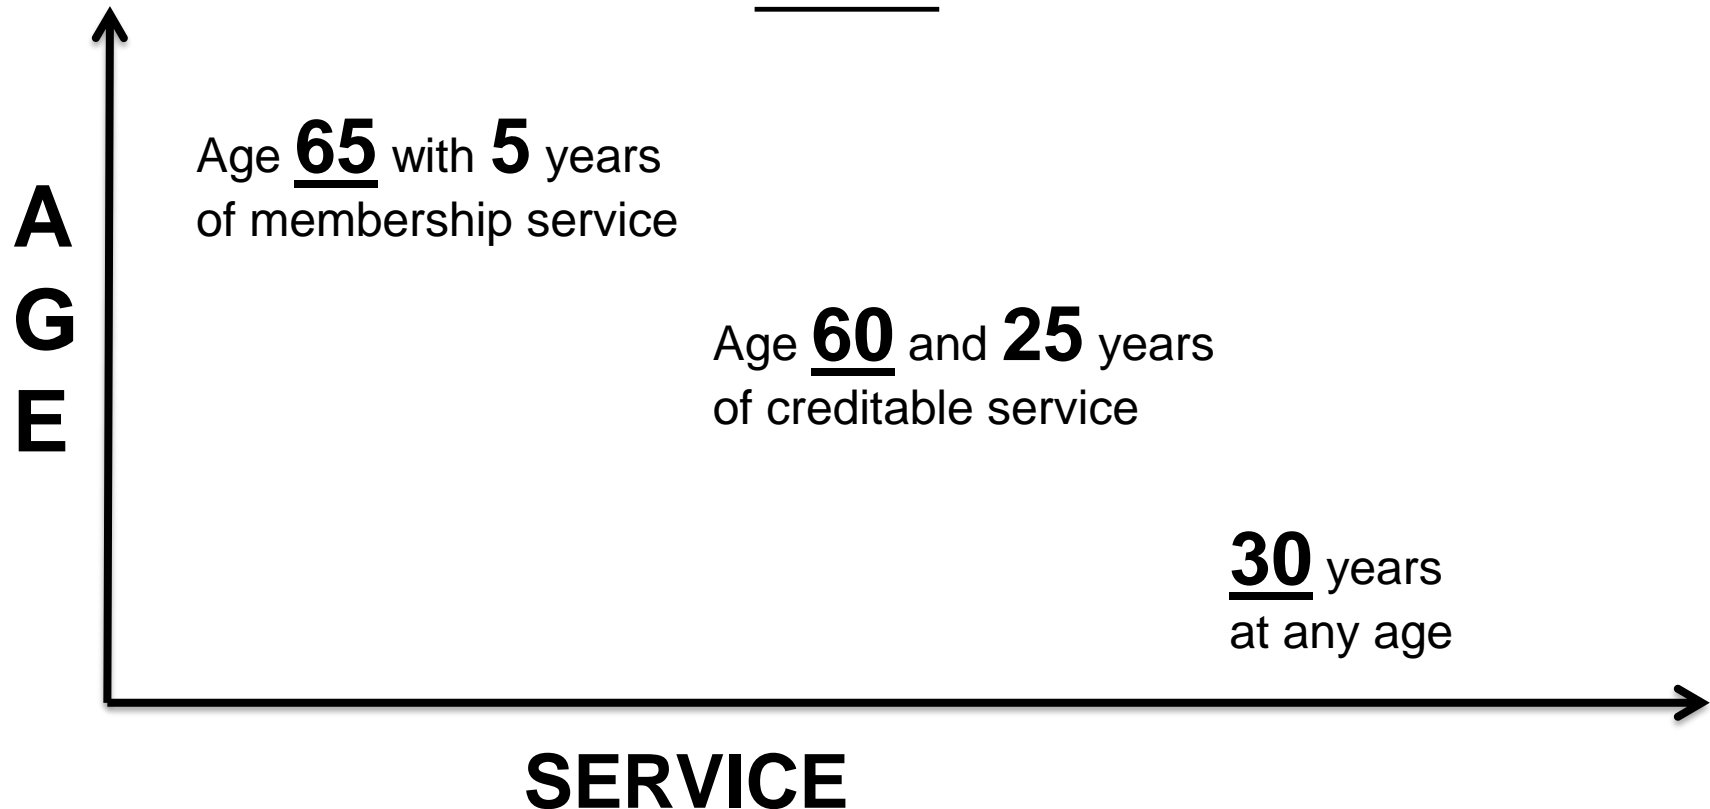 A
G
E
Age 65 with 5 years
of membership service
Age 60 and 25 years
of creditable service
30 years
at any age
SERVICE